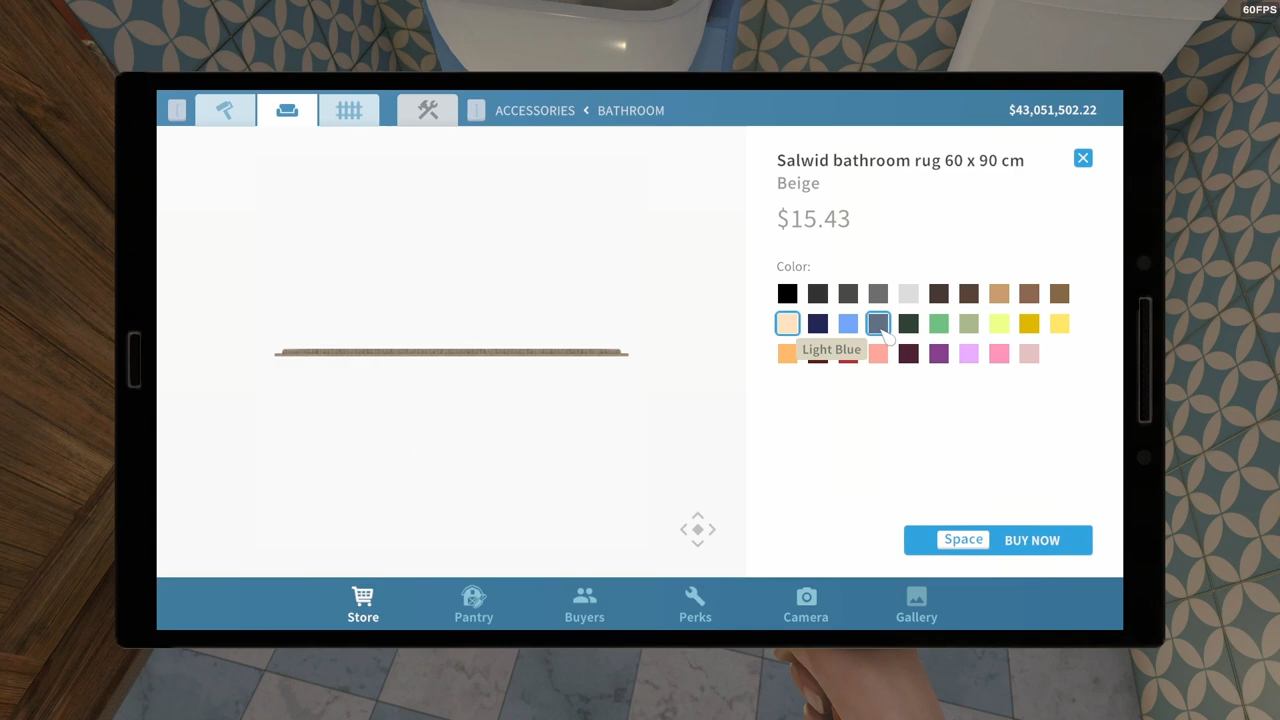 60FPS
ACCESSORIES < BATHROOM
$43,051,502.22
Salwid bathroom rug 60 x 90 cm
Beige
$15.43
Color:
Light Blue
Space BUY NOW
Store
Pantry
Buyers
Perks
Camera
Gallery